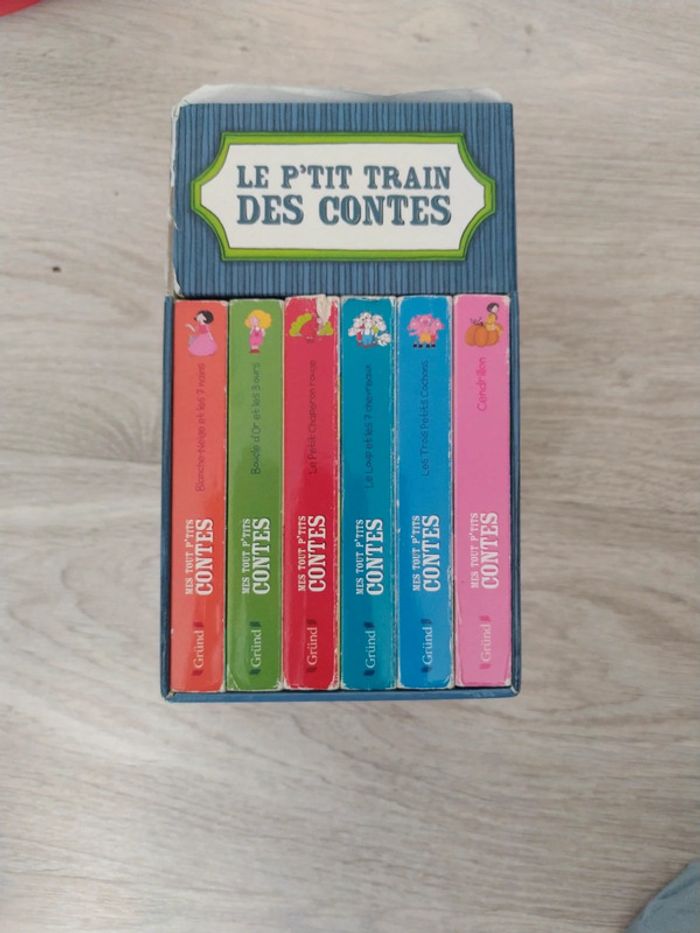 LE P'TIT TRAIN
DES CONTES
Blanche-Neige et les 7 nains
MES TOUT P'TITS
CONTES
Gründ
Boucle d'Or et les 3 ours
MES TOUT P'TITS
CONTES
Gründ
Le Petit Chaperon rouge
MES TOUT P'TITS
CONTES
Gründ
Le Loup et les 7 chevreaux
MES TOUT P'TITS
CONTES
Gründ
Les Trois Petits Cochons
MES TOUT P'TITS
CONTES
Gründ
Cendrillon
MES TOUT P'TITS
CONTES
Gründ